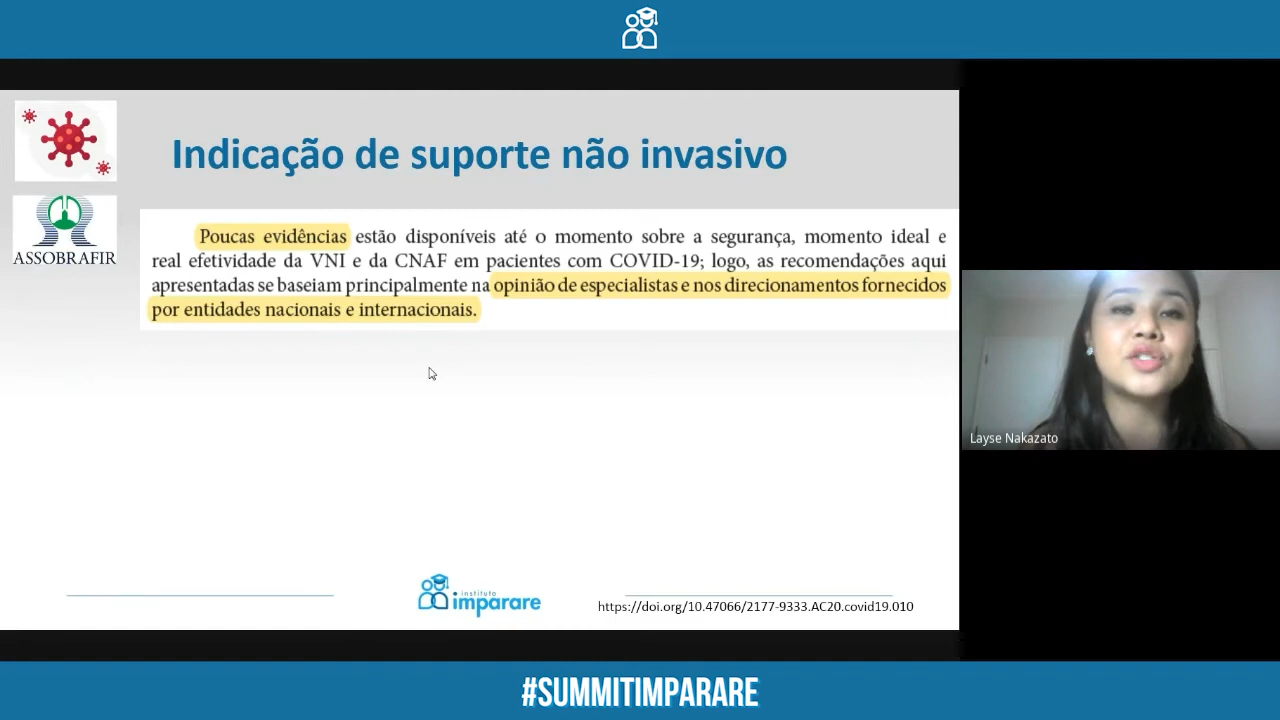 Indicação de suporte não invasivo
ASSOBRAFIR
Poucas evidências estão disponíveis até o momento sobre a segurança, momento ideal e
real efetividade da VNI e da CNAF em pacientes com COVID-19; logo, as recomendações aqui
apresentadas se baseiam principalmente na opinião de especialistas e nos direcionamentos fornecidos
por entidades nacionais e internacionais.
Layse Nakazato
instituto
imparare
https://doi.org/10.47066/2177-9333.AC20.covid19.010
#SUMMITIMPARARE